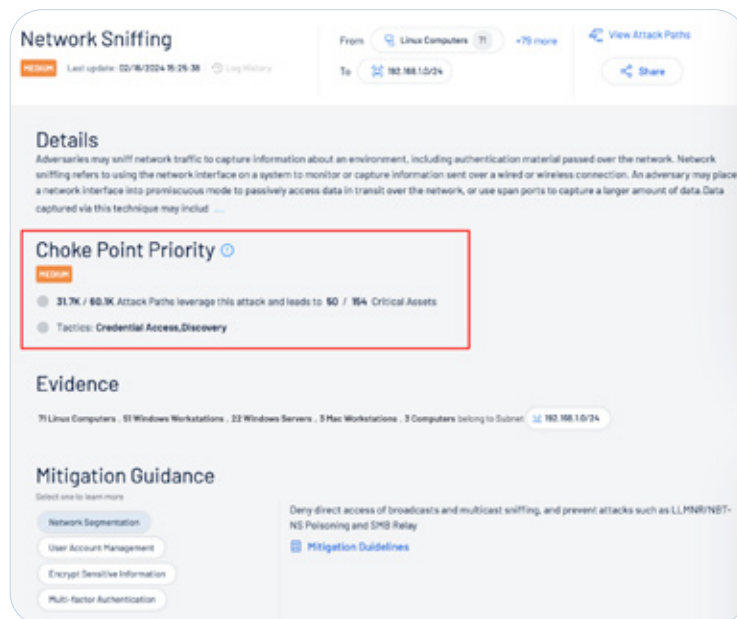 Network Sniffing
MEDIUM Last update: 02/16/2024 15:25:38 Log History
From Linux Computers 71 +79 more
To 192.168.1.0/24
View Attack Paths
Share
Details
Adversaries may sniff network traffic to capture information about an environment, including authentication material passed over the network. Network
sniffing refers to using the network interface on a system to monitor or capture information sent over a wired or wireless connection. An adversary may place
a network interface into promiscuous mode to passively access data in transit over the network, or use span ports to capture a larger amount of data.Data
captured via this technique may includ ...
Choke Point Priority
MEDIUM
31.7K / 60.1K Attack Paths leverage this attack and leads to 50 / 154 Critical Assets
Tactics: Credential Access,Discovery
Evidence
71 Linux Computers , 51 Windows Workstations , 22 Windows Servers , 3 Mac Workstations , 3 Computers belong to Subnet 192.168.1.0/24
Mitigation Guidance
Select one to learn more
Network Segmentation
User Account Management
Encrypt Sensitive Information
Multi-factor Authentication
Deny direct access of broadcasts and multicast sniffing, and prevent attacks such as LLMNR/NBT-
NS Poisoning and SMB Relay
Mitigation Guidelines